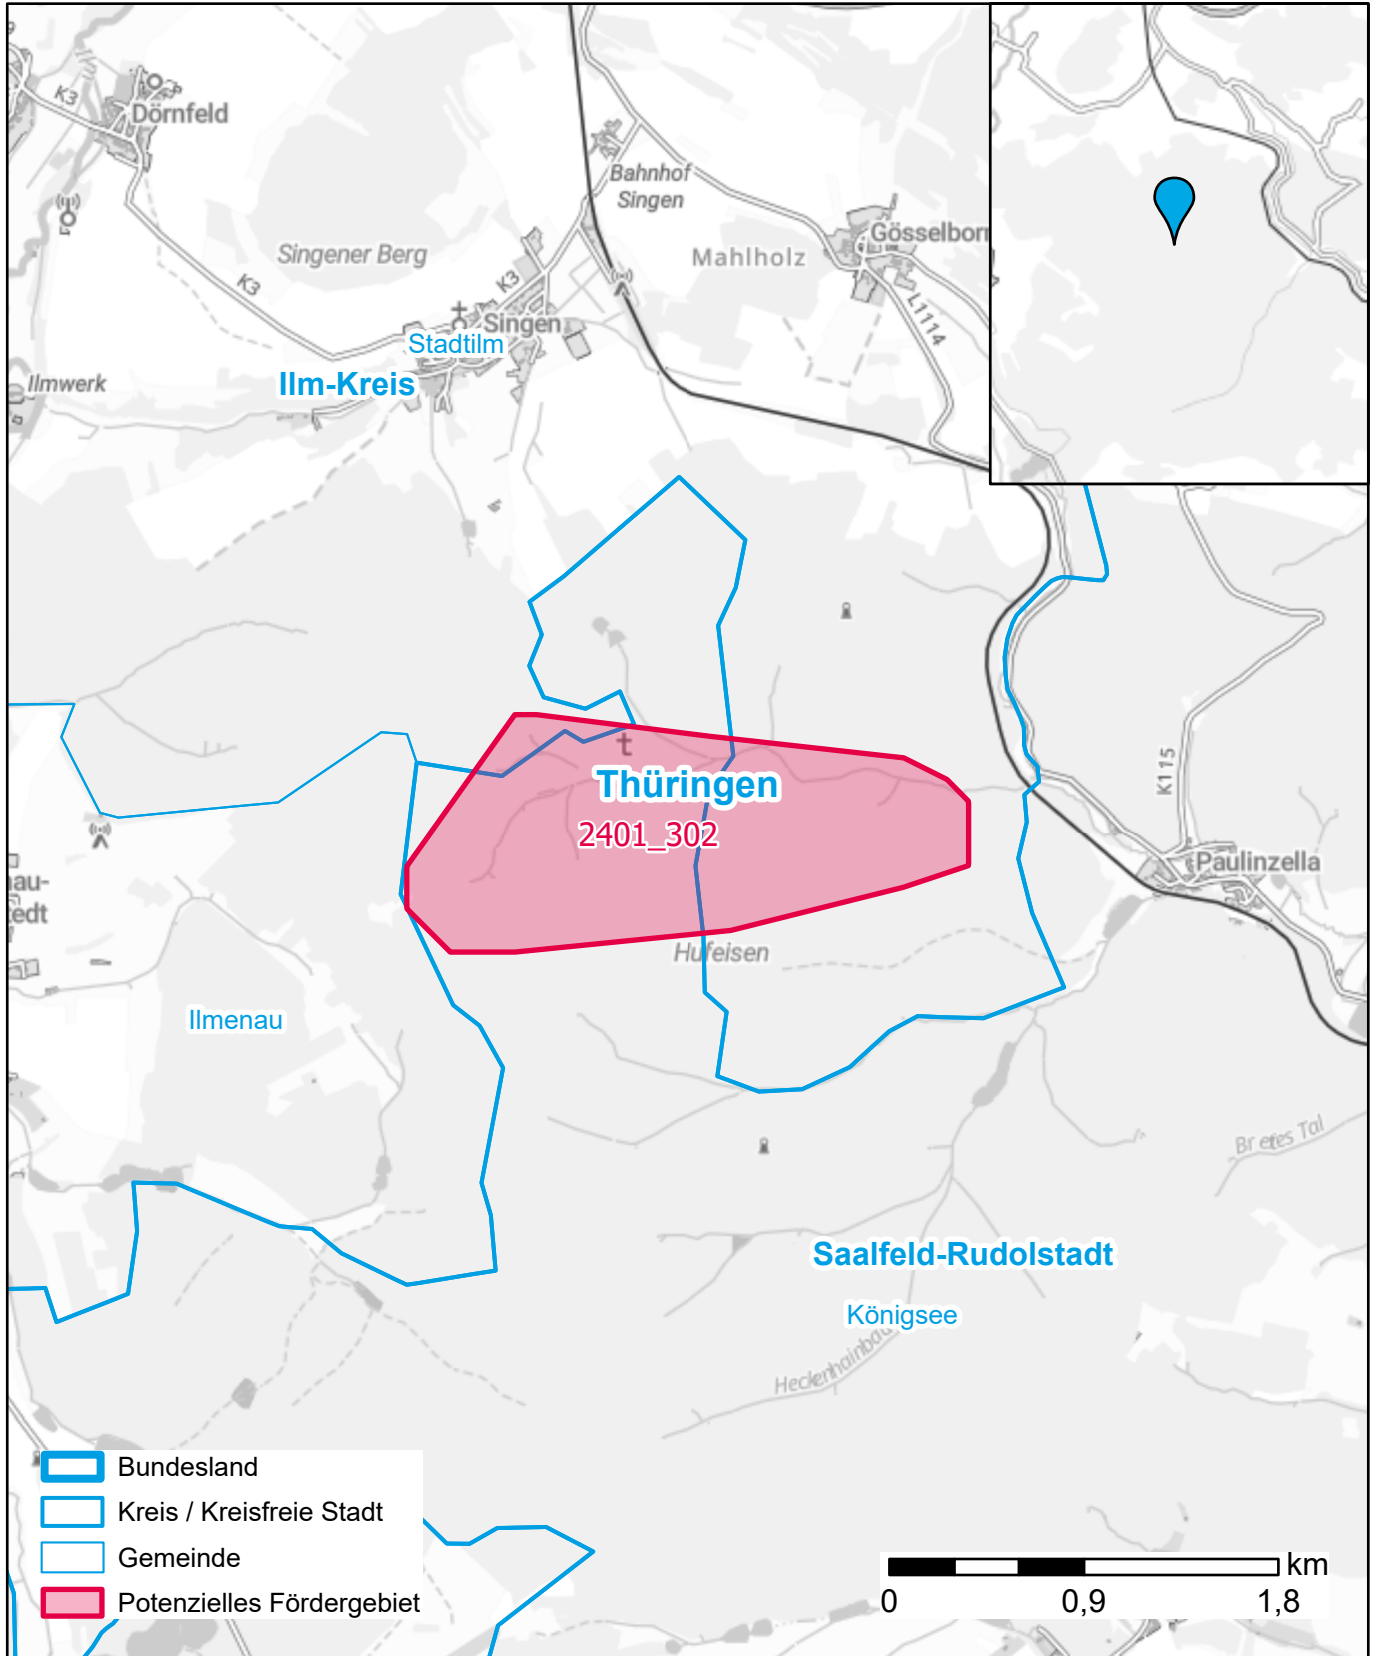 K3
Dörnfeld
Bahnhof
Singen
Gösselborn
Mahlholz
Singener Berg
K3
K3
L1114
Singen
Stadtilm
Ilmwerk
Ilm-Kreis
Thüringen
2401_302
K115
Paulinzella
au-
edt
Hufeisen
Ilmenau
Saalfeld-Rudolstadt
Königsee
Bundesland
Kreis / Kreisfreie Stadt
Gemeinde
Potenzielles Fördergebiet
km
0
0,9
1,8